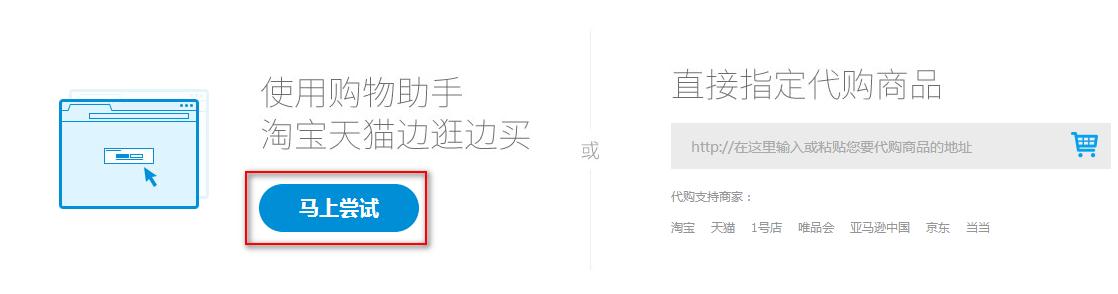 使用购物助手
淘宝天猫边逛边买
马上尝试
或
直接指定代购商品
http://在这里输入或粘贴您要代购商品的地址
代购支持商家：
淘宝 天猫 1号店 唯品会 亚马逊中国 京东 当当